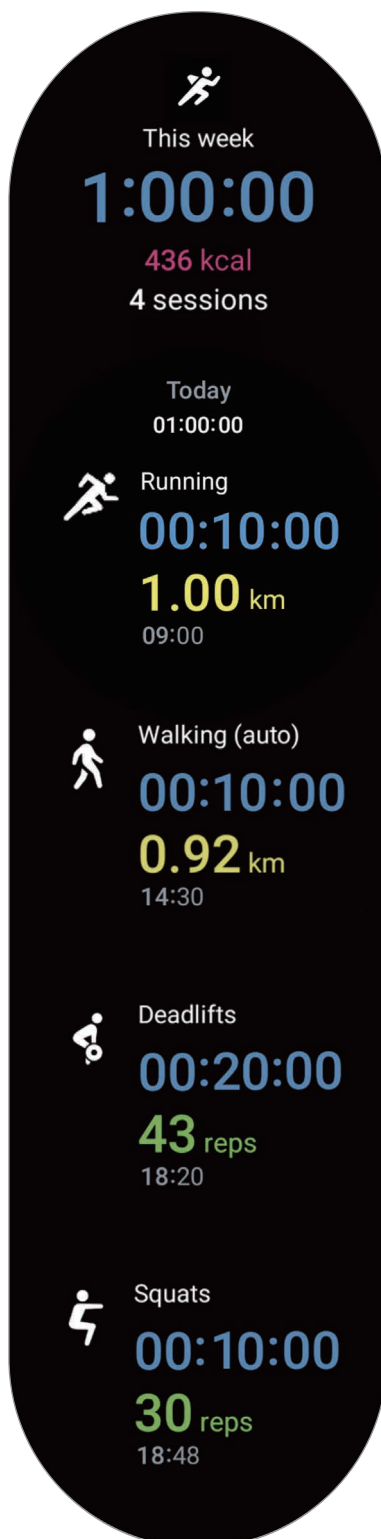 This week
1:00:00
436 kcal
4 sessions
Today
01:00:00
Running
00:10:00
1.00 km
09:00
Walking (auto)
00:10:00
0.92 km
14:30
Deadlifts
00:20:00
43 reps
18:20
Squats
00:10:00
30 reps
18:48